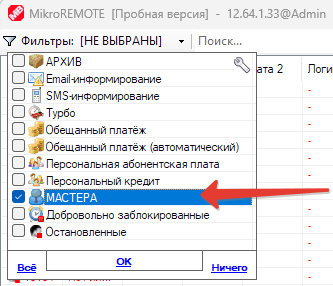 MikroREMOTE [Пробная версия] - 12.64.1.33@Admin
Фильтры: [НЕ ВЫБРАНЫ] Поиск...
АРХИВ
Email-информирование
SMS-информирование
Турбо
Обещанный платёж
Обещанный платёж (автоматический)
Персональная абонентская плата
Персональный кредит
МАСТЕРА
Добровольно заблокированные
Остановленные
Всё OK Ничего
ата 2 Логи